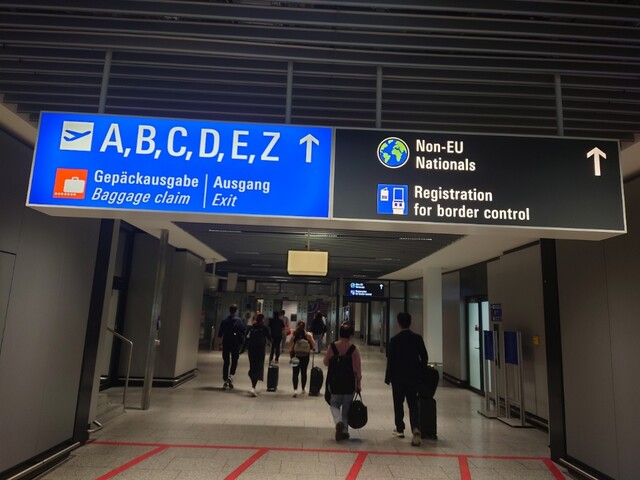 A,B,C,D,E,Z
Gepäckausgabe Ausgang
Baggage claim Exit
Non-EU
Nationals
Registration
for border control